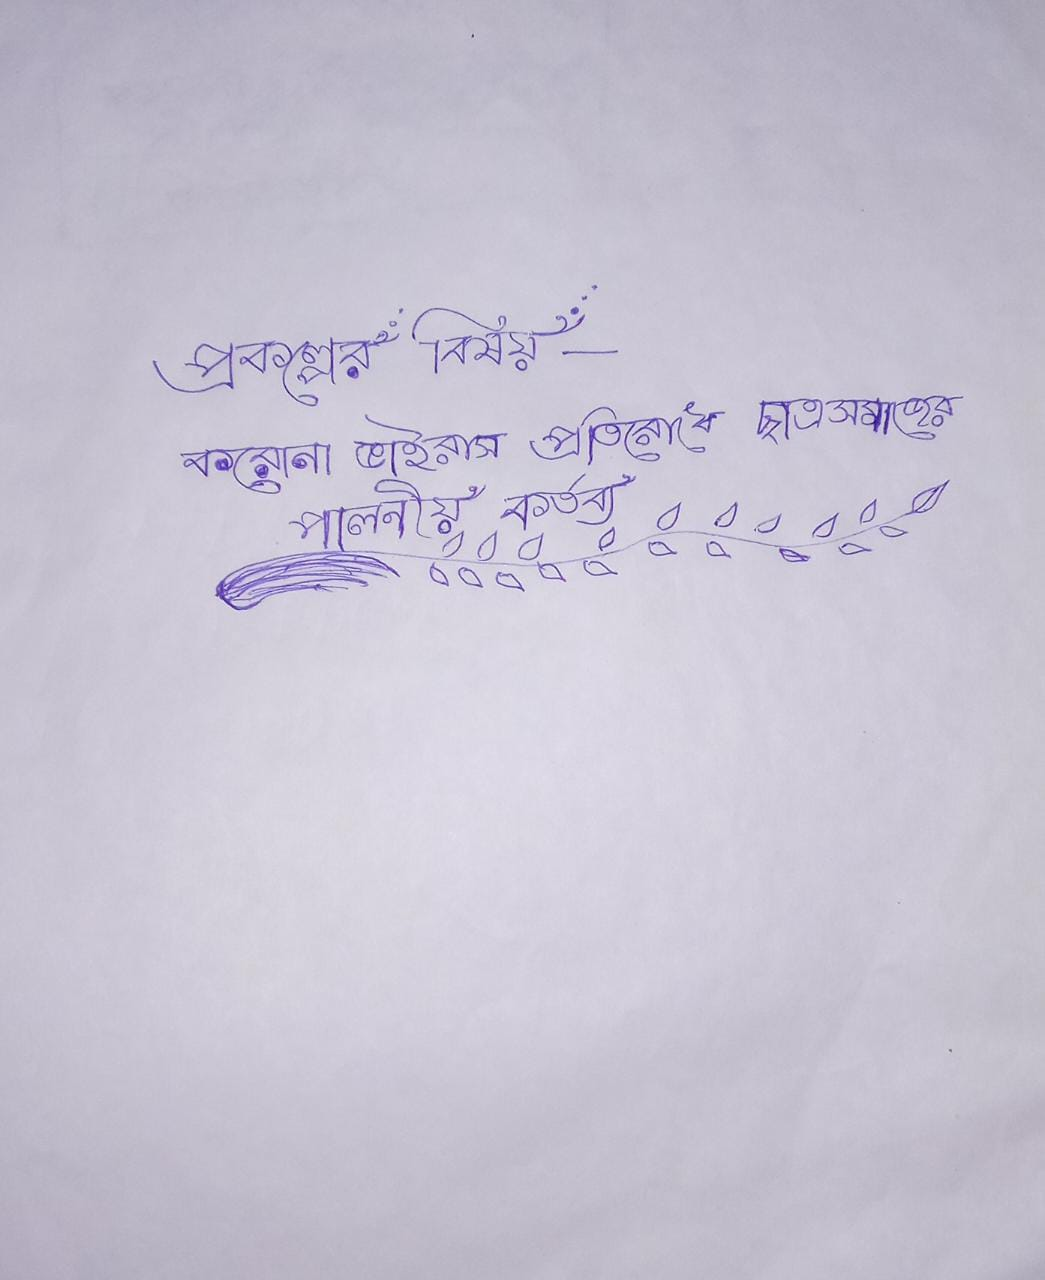 প্রকল্পের বিষয় —
করোনা ভাইরাস প্রতিরোধে ছাত্রসমাজের
পালনীয় কর্তব্য